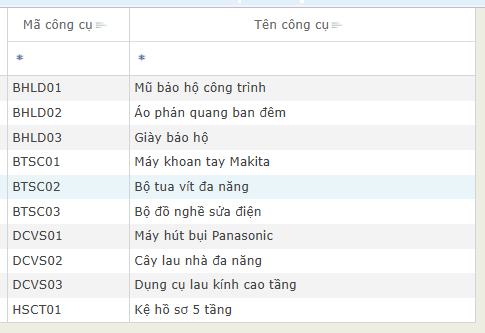 Mã công cụ Tên công cụ
* *
BHLD01 Mũ bảo hộ công trình
BHLD02 Áo phản quang ban đêm
BHLD03 Giày bảo hộ
BTSC01 Máy khoan tay Makita
BTSC02 Bộ tua vít đa năng
BTSC03 Bộ đồ nghề sửa điện
DCVS01 Máy hút bụi Panasonic
DCVS02 Cây lau nhà đa năng
DCVS03 Dụng cụ lau kính cao tầng
HSCT01 Kệ hồ sơ 5 tầng